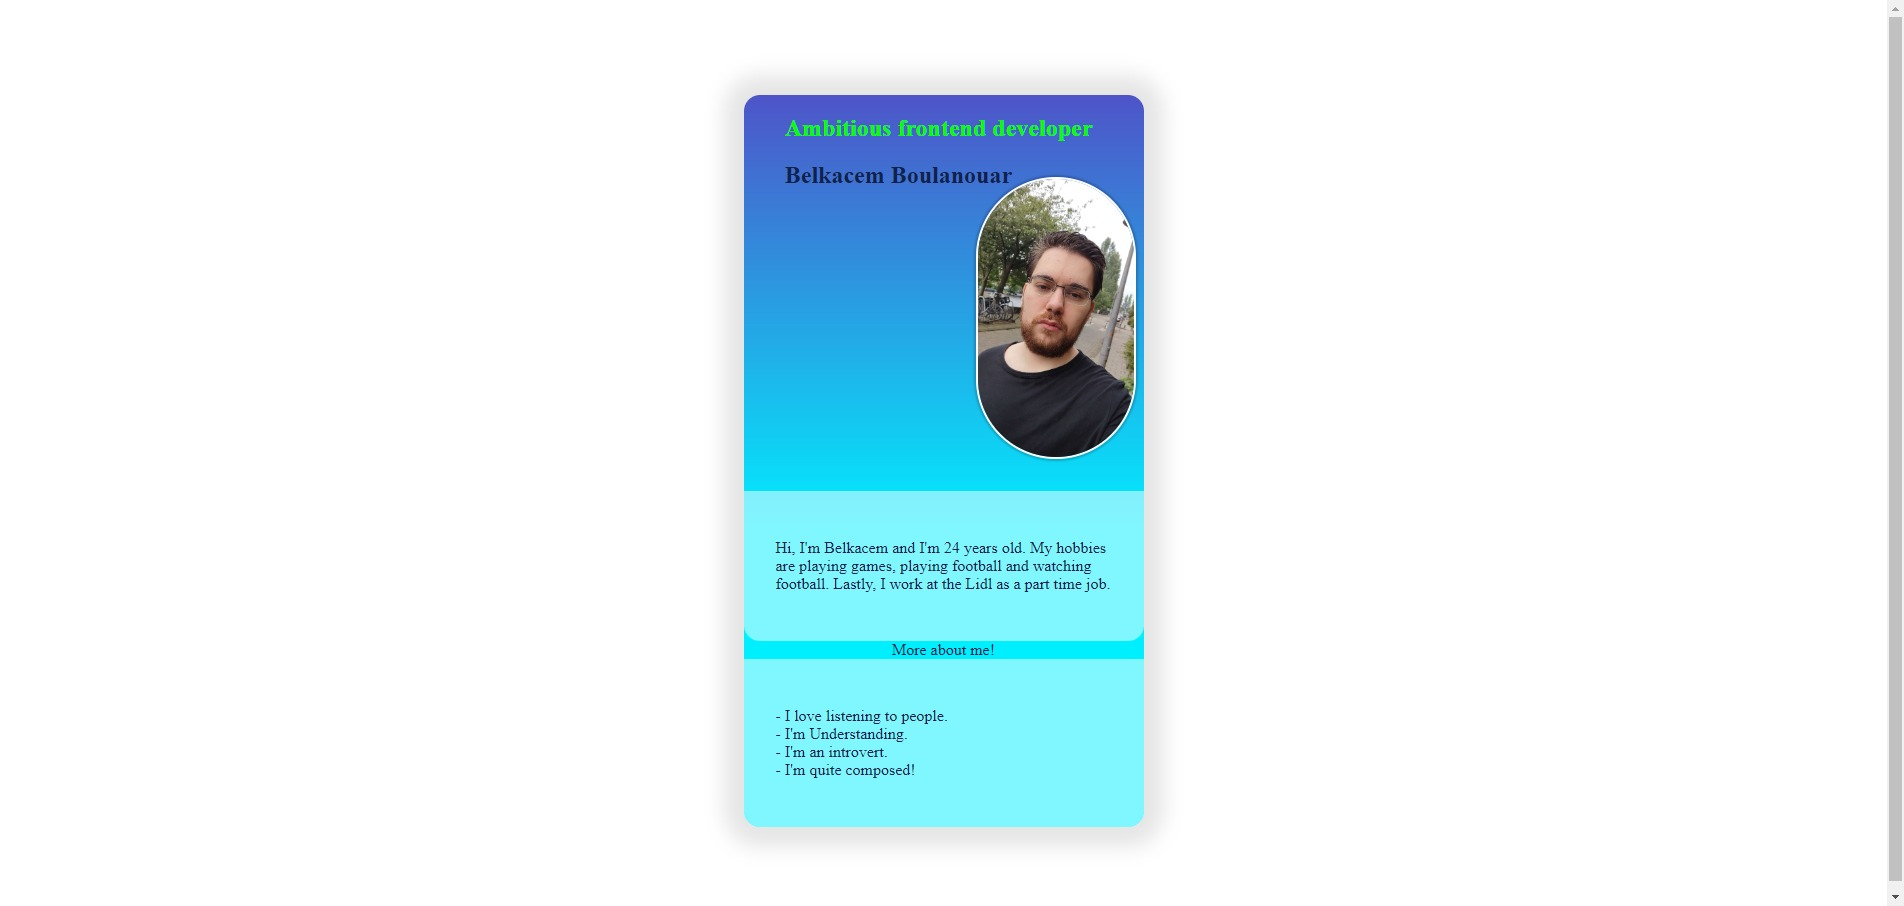 Ambitious frontend developer
Belkacem Boulanouar
Hi, I'm Belkacem and I'm 24 years old. My hobbies
are playing games, playing football and watching
football. Lastly, I work at the Lidl as a part time job.
More about me!
- I love listening to people.
- I'm Understanding.
- I'm an introvert.
- I'm quite composed!